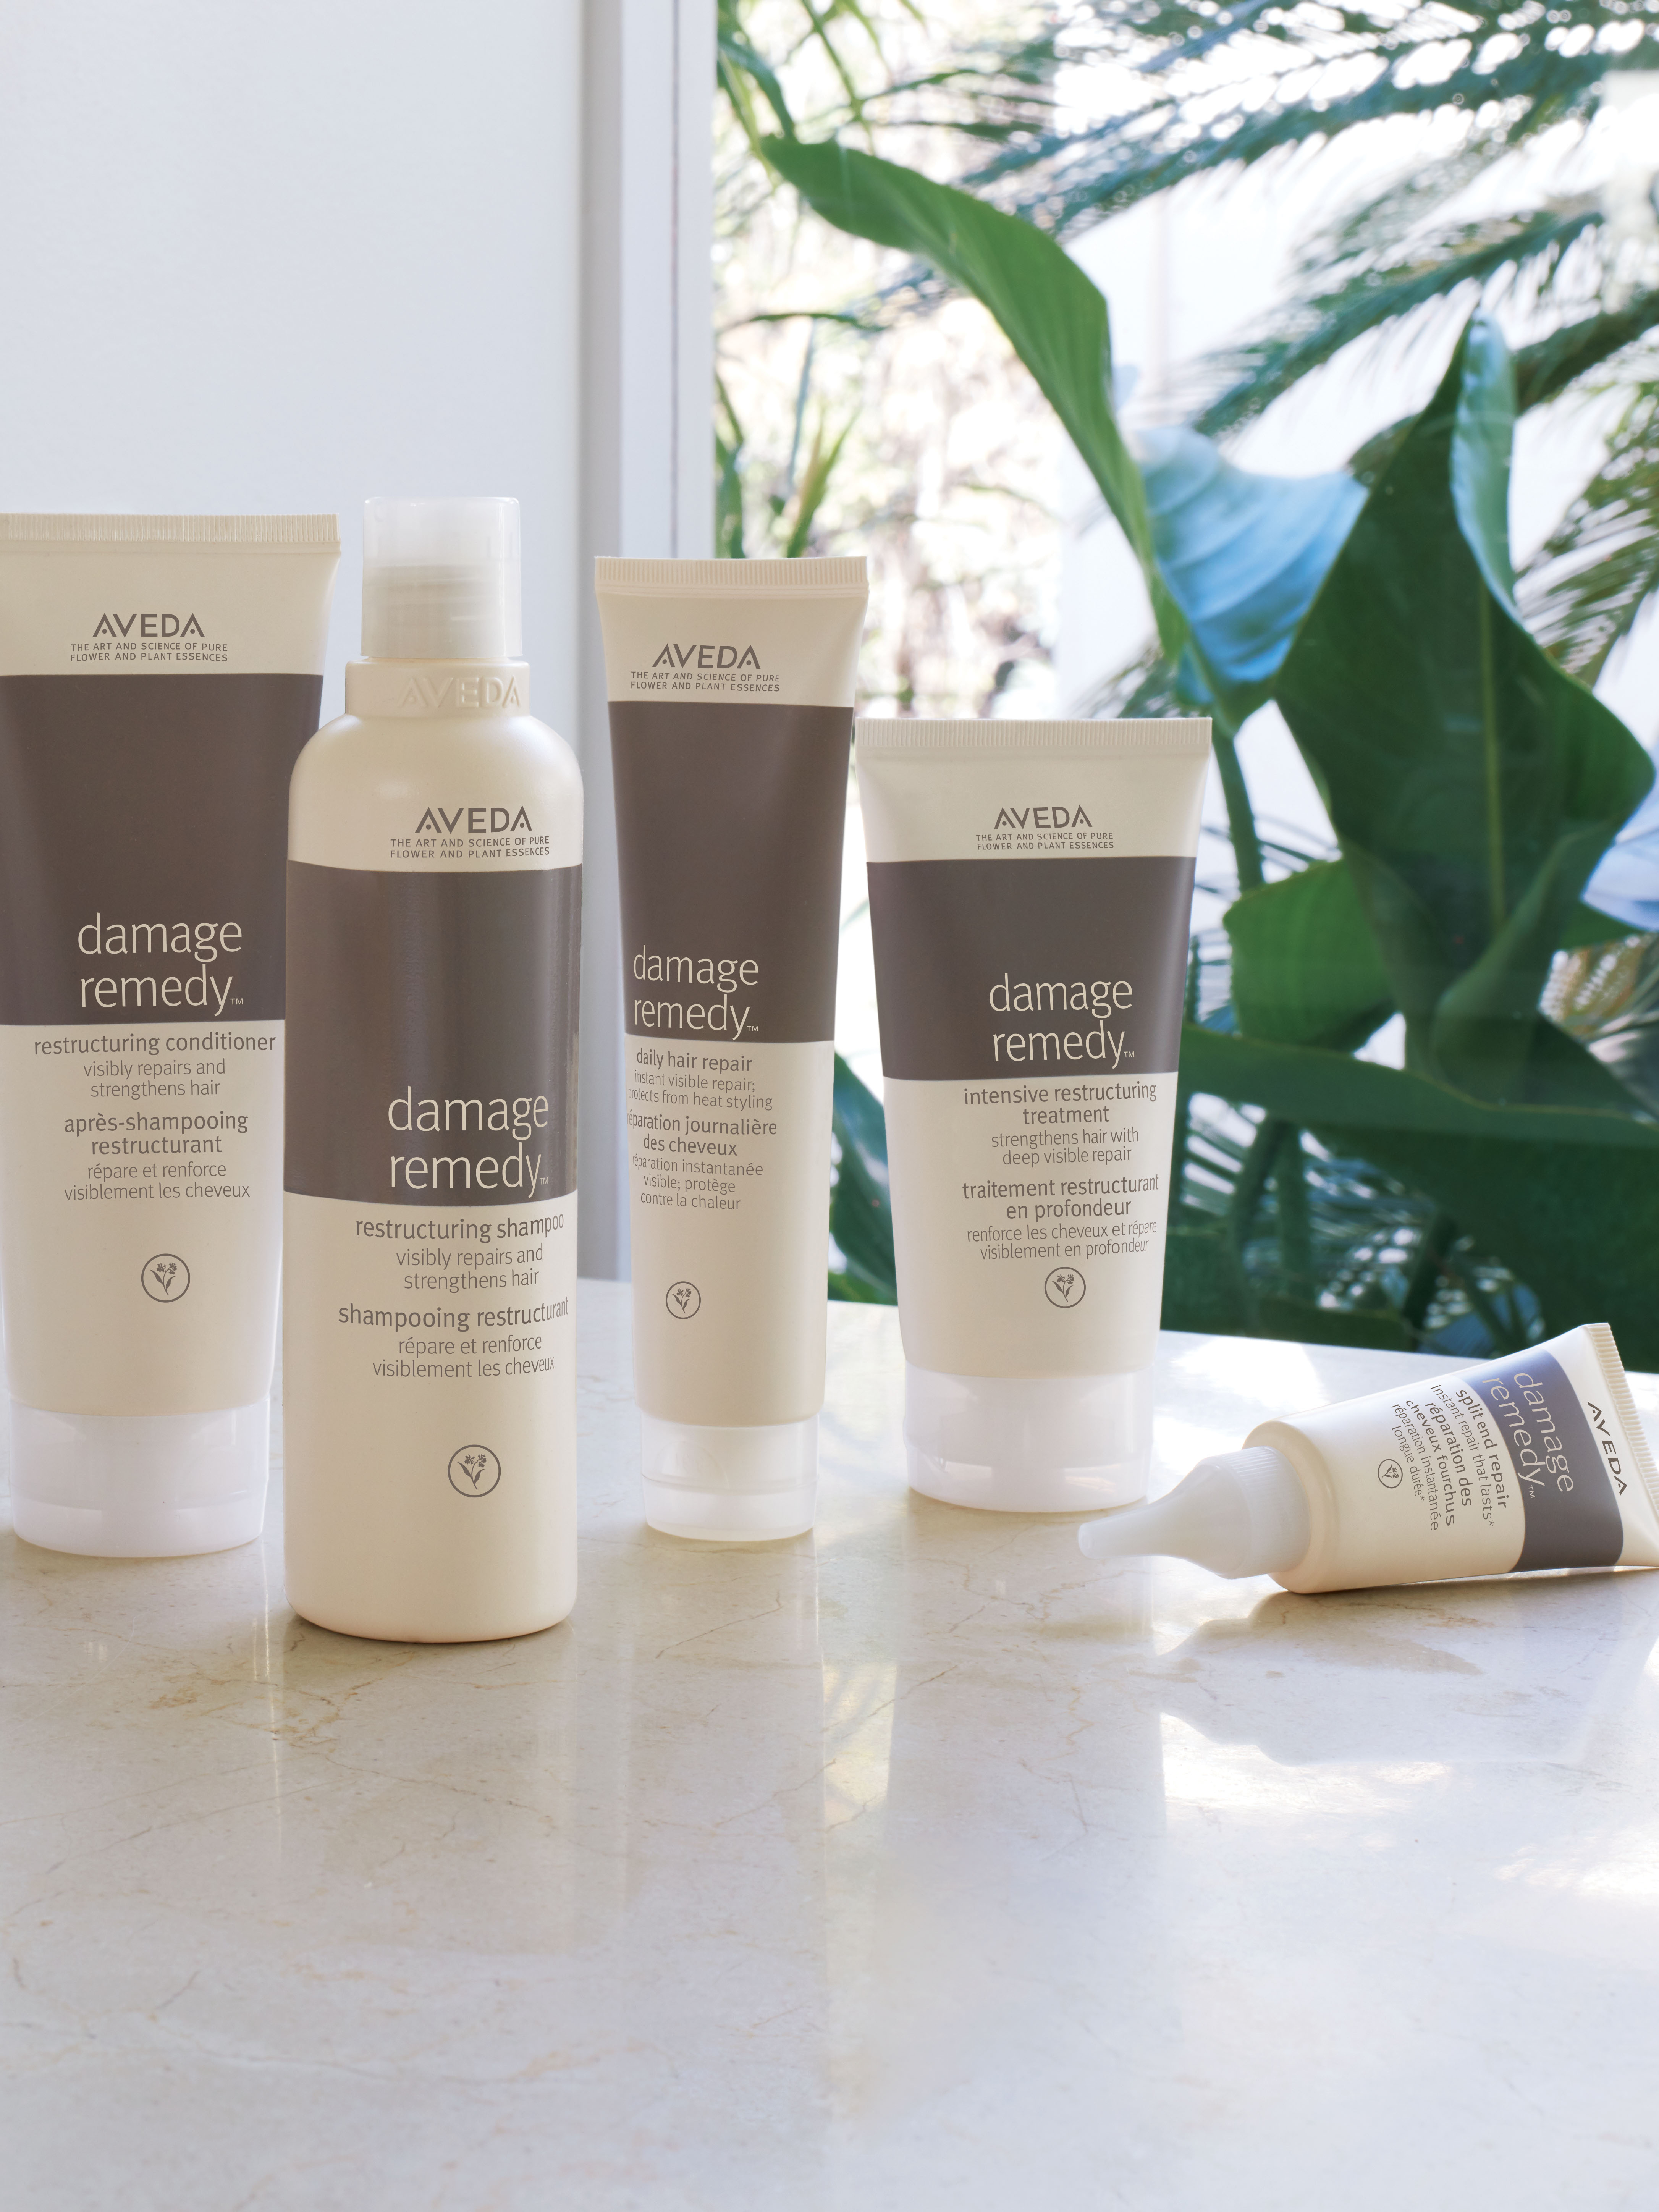 AVEDA
THE ART AND SCIENCE OF PURE
FLOWER AND PLANT ESSENCES
damage
remedy™
restructuring conditioner
visibly repairs and
strengthens hair
après-shampooing
restructurant
répare et renforce
visiblement les cheveux
AVEDA
AVEDA
THE ART AND SCIENCE OF PURE
FLOWER AND PLANT ESSENCES
damage
remedy™
restructuring shampoo
visibly repairs and
strengthens hair
shampooing restructurant
répare et renforce
visiblement les cheveux
AVEDA
THE ART AND SCIENCE OF PURE
FLOWER AND PLANT ESSENCES
damage
remedy™
daily hair repair
instant visible repair;
protects from heat styling
réparation journalière
des cheveux
réparation instantanée
visible; protège
contre la chaleur
AVEDA
THE ART AND SCIENCE OF PURE
FLOWER AND PLANT ESSENCES
damage
remedy™
intensive restructuring
treatment
strengthens hair with
deep visible repair
traitement restructurant
en profondeur
renforce les cheveux et répare
visiblement en profondeur
AVEDA
damage
remedy™
split end repair
instant repair that lasts*
réparation des
cheveux fourchus
réparation instantanée
longue durée*